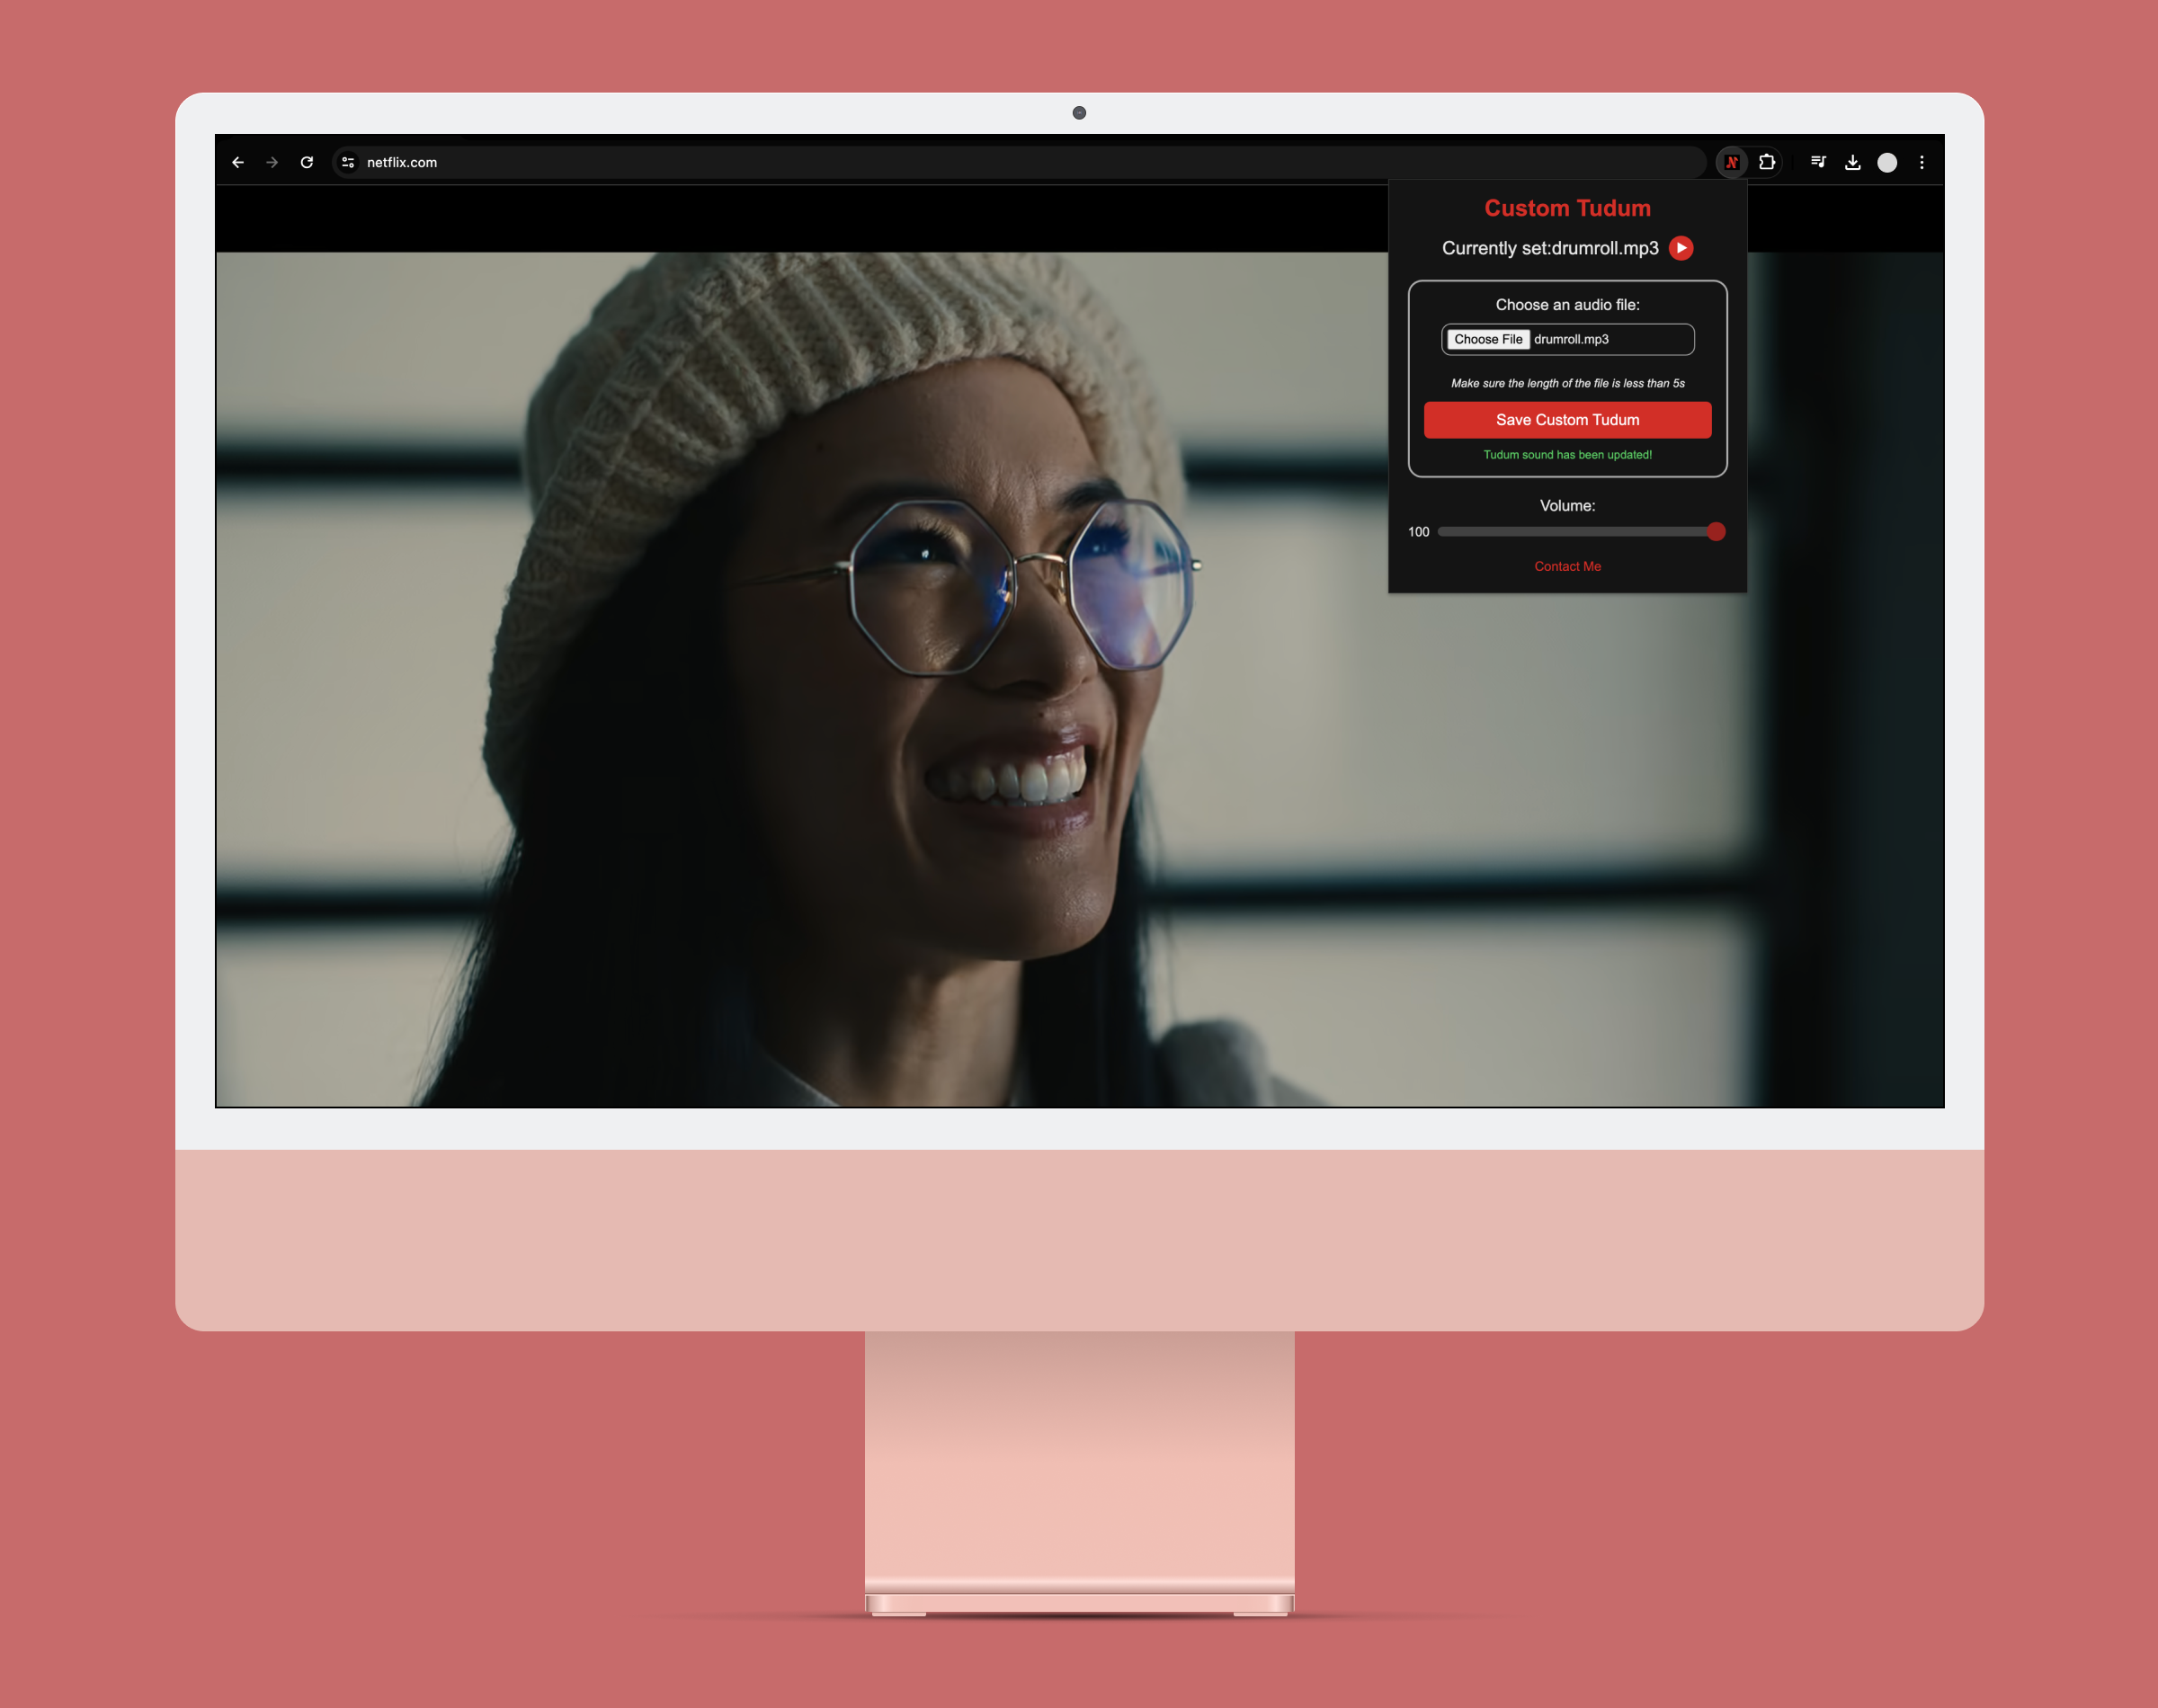 netflix.com
Custom Tudum
Currently set:drumroll.mp3
Choose an audio file:
Choose File drumroll.mp3
Make sure the length of the file is less than 5s
Save Custom Tudum
Tudum sound has been updated!
Volume:
100
Contact Me